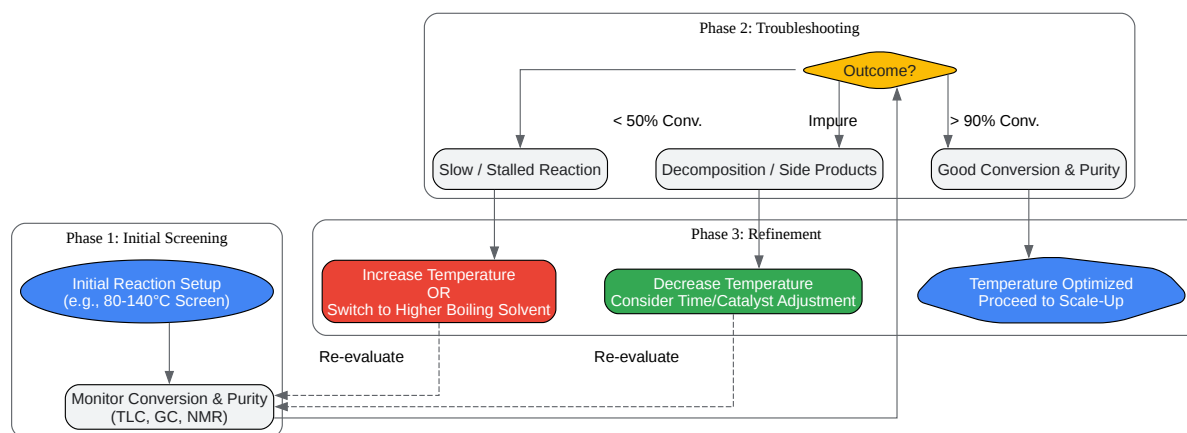 Phase 2: Troubleshooting
Outcome?
< 50% Conv.
Impure
> 90% Conv.
Slow / Stalled Reaction
Decomposition / Side Products
Good Conversion & Purity
Phase 1: Initial Screening
Phase 3: Refinement
Initial Reaction Setup
(e.g., 80-140°C Screen)
Increase Temperature
OR
Switch to Higher Boiling Solvent
Decrease Temperature
Consider Time/Catalyst Adjustment
Temperature Optimized
Proceed to Scale-Up
Re-evaluate
Re-evaluate
Monitor Conversion & Purity
(TLC, GC, NMR)